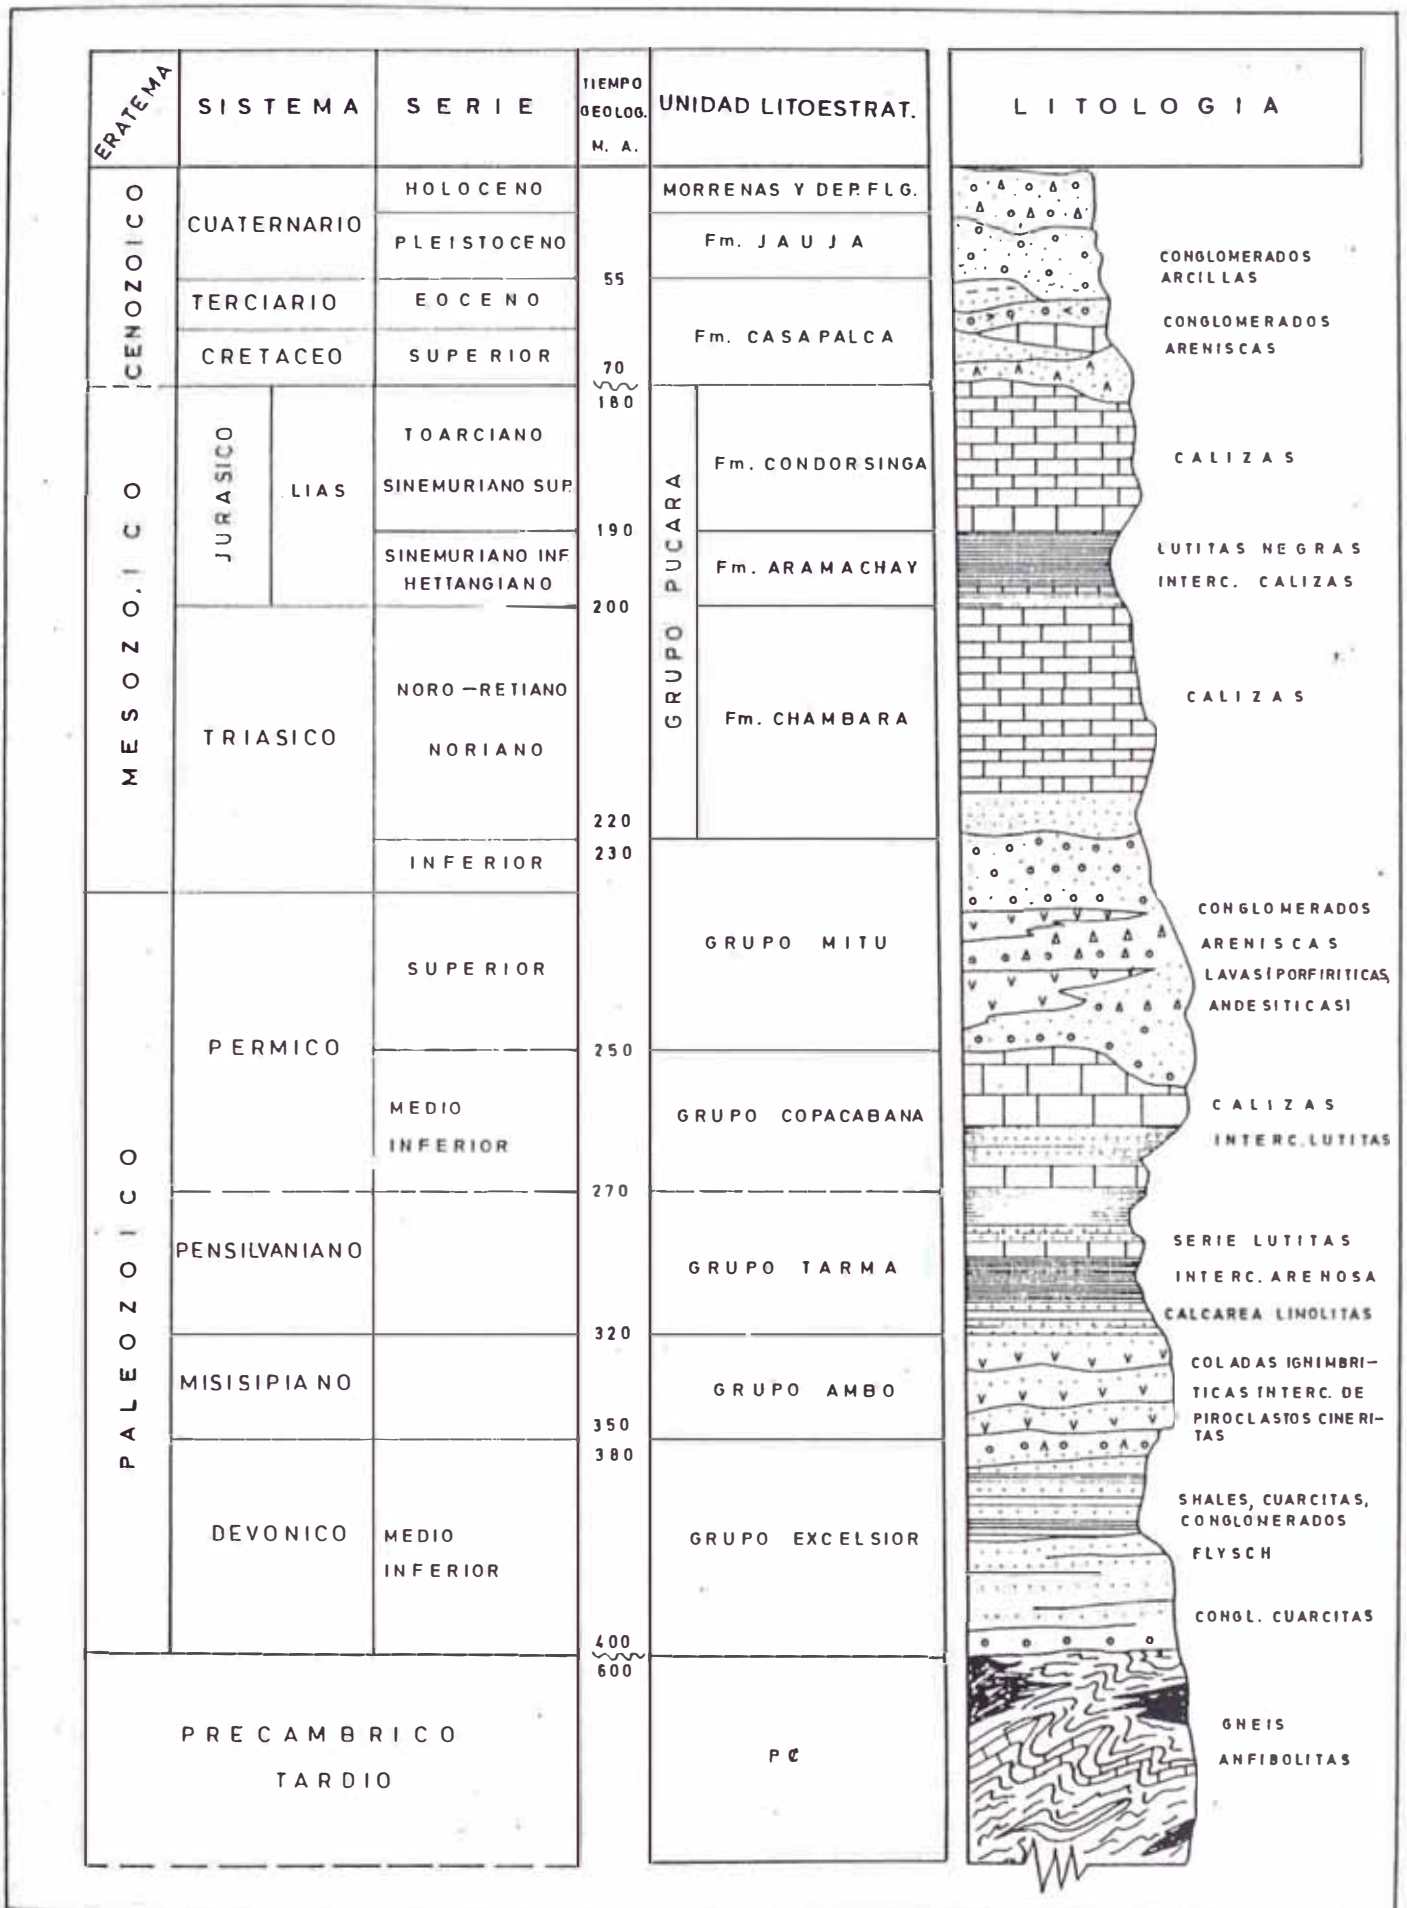 ERATEMA
SISTEMA
SERIE
TIEMPO
GEOLOG.
M. A.
UNIDAD LITOESTRAT.
LITOLOGIA
CENOZOICO
CUATERNARIO
HOLOCENO
MORRENAS Y DEP. FLG.
PLEISTOCENO
Fm. JAUJA
CONGLOMERADOS
ARCILLAS
55
TERCIARIO
EOCENO
Fm. CASAPALCA
CONGLOMERADOS
ARENISCAS
CRETACEO
SUPERIOR
70
180
MESOZOICO
JURASICO
LIAS
TOARCIANO
SINEMURIANO SUP.
GRUPO PUCARA
Fm. CONDORSINGA
CALIZAS
190
SINEMURIANO INF.
HETTANGIANO
Fm. ARAMACHAY
LUTITAS NEGRAS
INTERC. CALIZAS
200
TRIASICO
NORO-RETIANO
NORIANO
Fm. CHAMBARA
CALIZAS
220
230
INFERIOR
PALEOZOICO
PERMICO
SUPERIOR
GRUPO MITU
CONGLOMERADOS
ARENISCAS
LAVAS(PORFIRITICAS,
ANDESITICAS)
250
MEDIO
INFERIOR
GRUPO COPACABANA
CALIZAS
INTERC. LUTITAS
270
PENSILVANIANO
GRUPO TARMA
SERIE LUTITAS
INTERC. ARENOSA
CALCAREA LINOLITAS
320
MISISIPIANO
GRUPO AMBO
COLADAS IGNIMBRI-
TICAS INTERC. DE
PIROCLASTOS CINERI-
TAS
350
380
DEVONICO
MEDIO
INFERIOR
GRUPO EXCELSIOR
SHALES, CUARCITAS,
CONGLOMERADOS
FLYSCH
CONGL. CUARCITAS
400
600
PRECAMBRICO
TARDIO
P€
GNEIS
ANFIBOLITAS